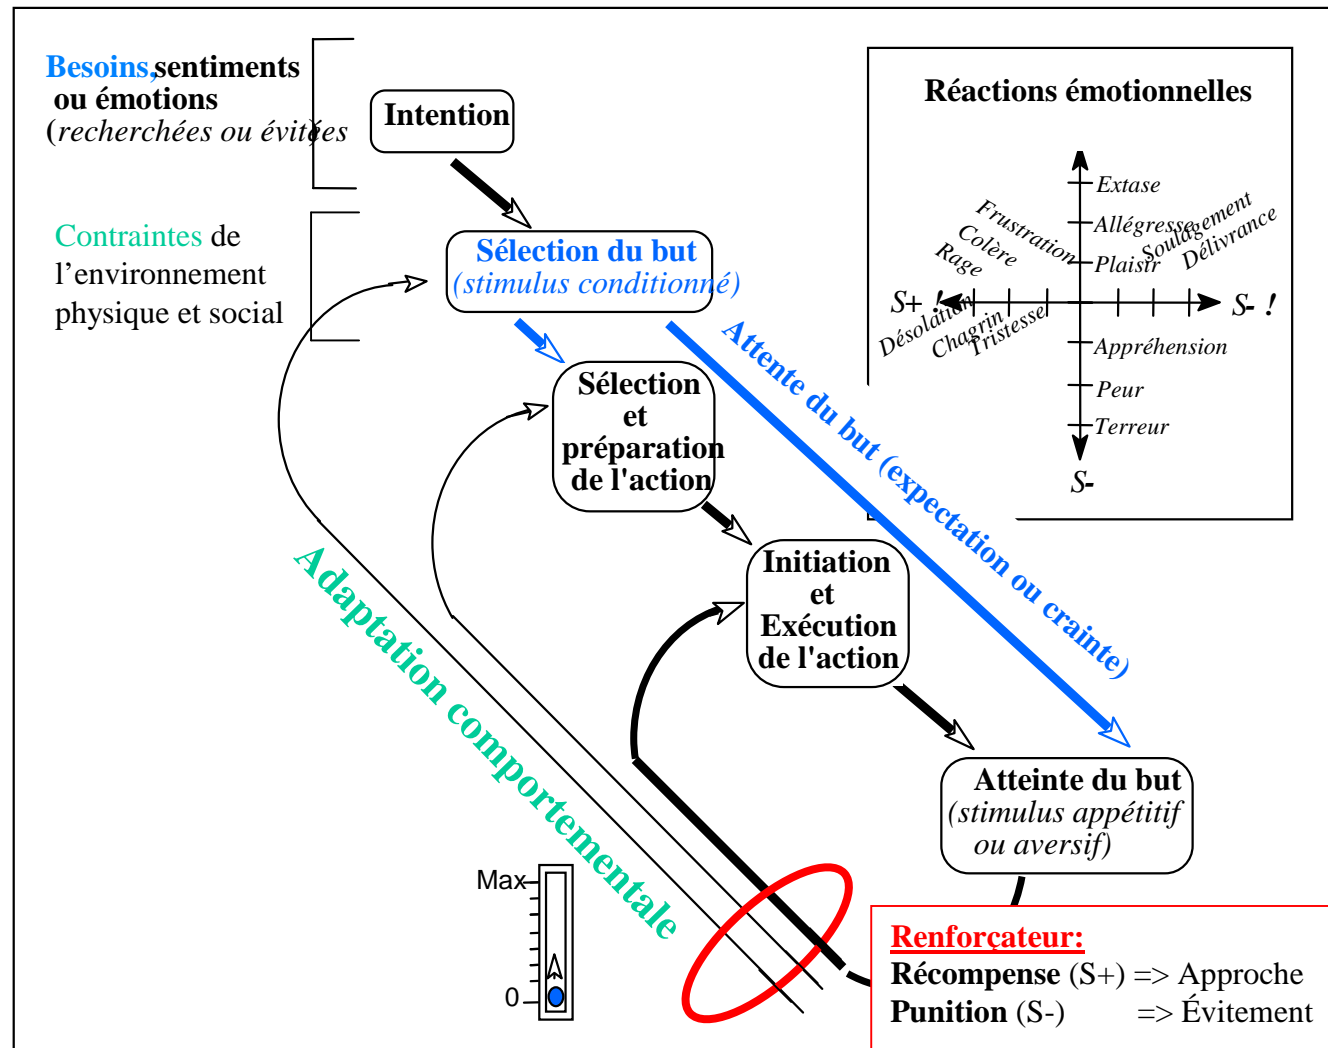 Besoins,sentiments
ou émotions
(recherchées ou évitées
Contraintes de
l'environnement
physique et social
Intention
Sélection du but
(stimulus conditionné)
Sélection
et
préparation
de l'action
Initiation
et
Exécution
de l'action
Atteinte du but
(stimulus appétitif
ou aversif)
Attente du but (expectation ou crainte)
Adaptation comportementale
Max
0
Réactions émotionnelles
Extase
Allégresse
Plaisir
Frustration
Colère
Rage
Soulagement
Délivrance
S+ !
S- !
Désolation
Chagrin
Tristesse
Appréhension
Peur
Terreur
S-
Renforçateur:
Récompense (S+) => Approche
Punition (S-) => Évitement